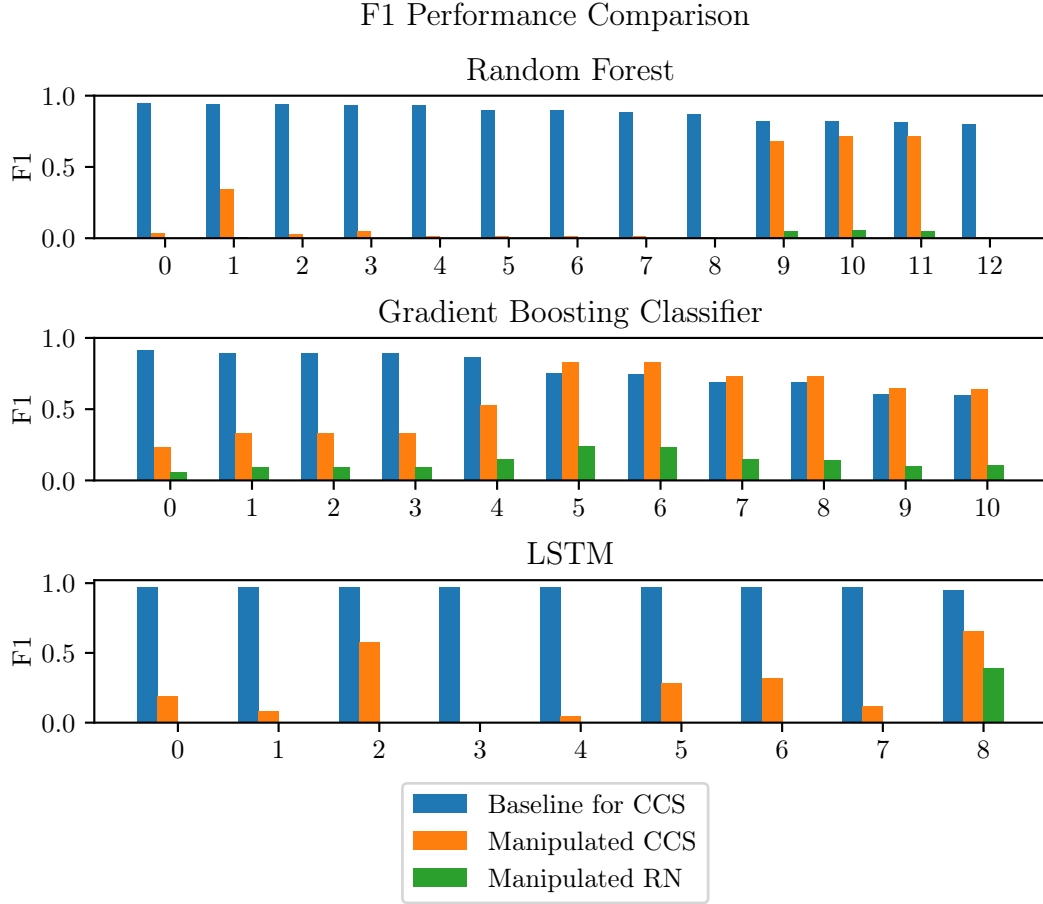 F1 Performance Comparison
Random Forest
1.0
0.5
0.0
F1
0 1 2 3 4 5 6 7 8 9 10 11 12
Gradient Boosting Classifier
1.0
0.5
0.0
F1
0 1 2 3 4 5 6 7 8 9 10
LSTM
1.0
0.5
0.0
F1
0 1 2 3 4 5 6 7 8
Baseline for CCS
Manipulated CCS
Manipulated RN